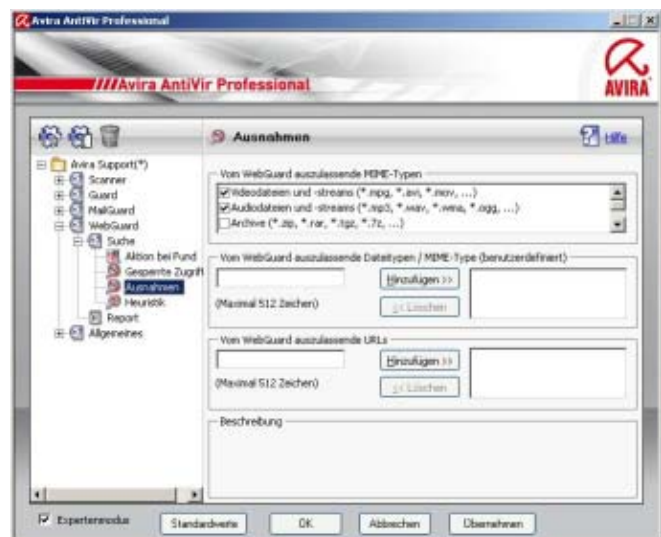 Avira AntiVir Professional
Avira AntiVir Professional
AVIRA
Ausnahmen
Hilfe
Avira Support(*)
Scanner
Guard
MailGuard
WebGuard
Suche
Aktion bei Fund
Gesperrte Zugriff
Ausnahmen
Heuristik
Report
Allgemeines
Vom WebGuard auszulassende MIME-Typen
Videodateien und -streams (*.mpg, *.avi, *.mov, ...)
Audiodateien und -streams (*.mp3, *.wav, *.wma, *.ogg, ...)
Archive (*.zip, *.rar, *.tgz, *.7z, ...)
Vom WebGuard auszulassende Dateitypen / MIME-Type (benutzerdefiniert)
Hinzufügen >>
(Maximal 512 Zeichen)
<< Löschen
Vom WebGuard auszulassende URLs
Hinzufügen >>
(Maximal 512 Zeichen)
<< Löschen
Beschreibung
Expertenmodus
Standardwerte
OK
Abbrechen
Übernehmen